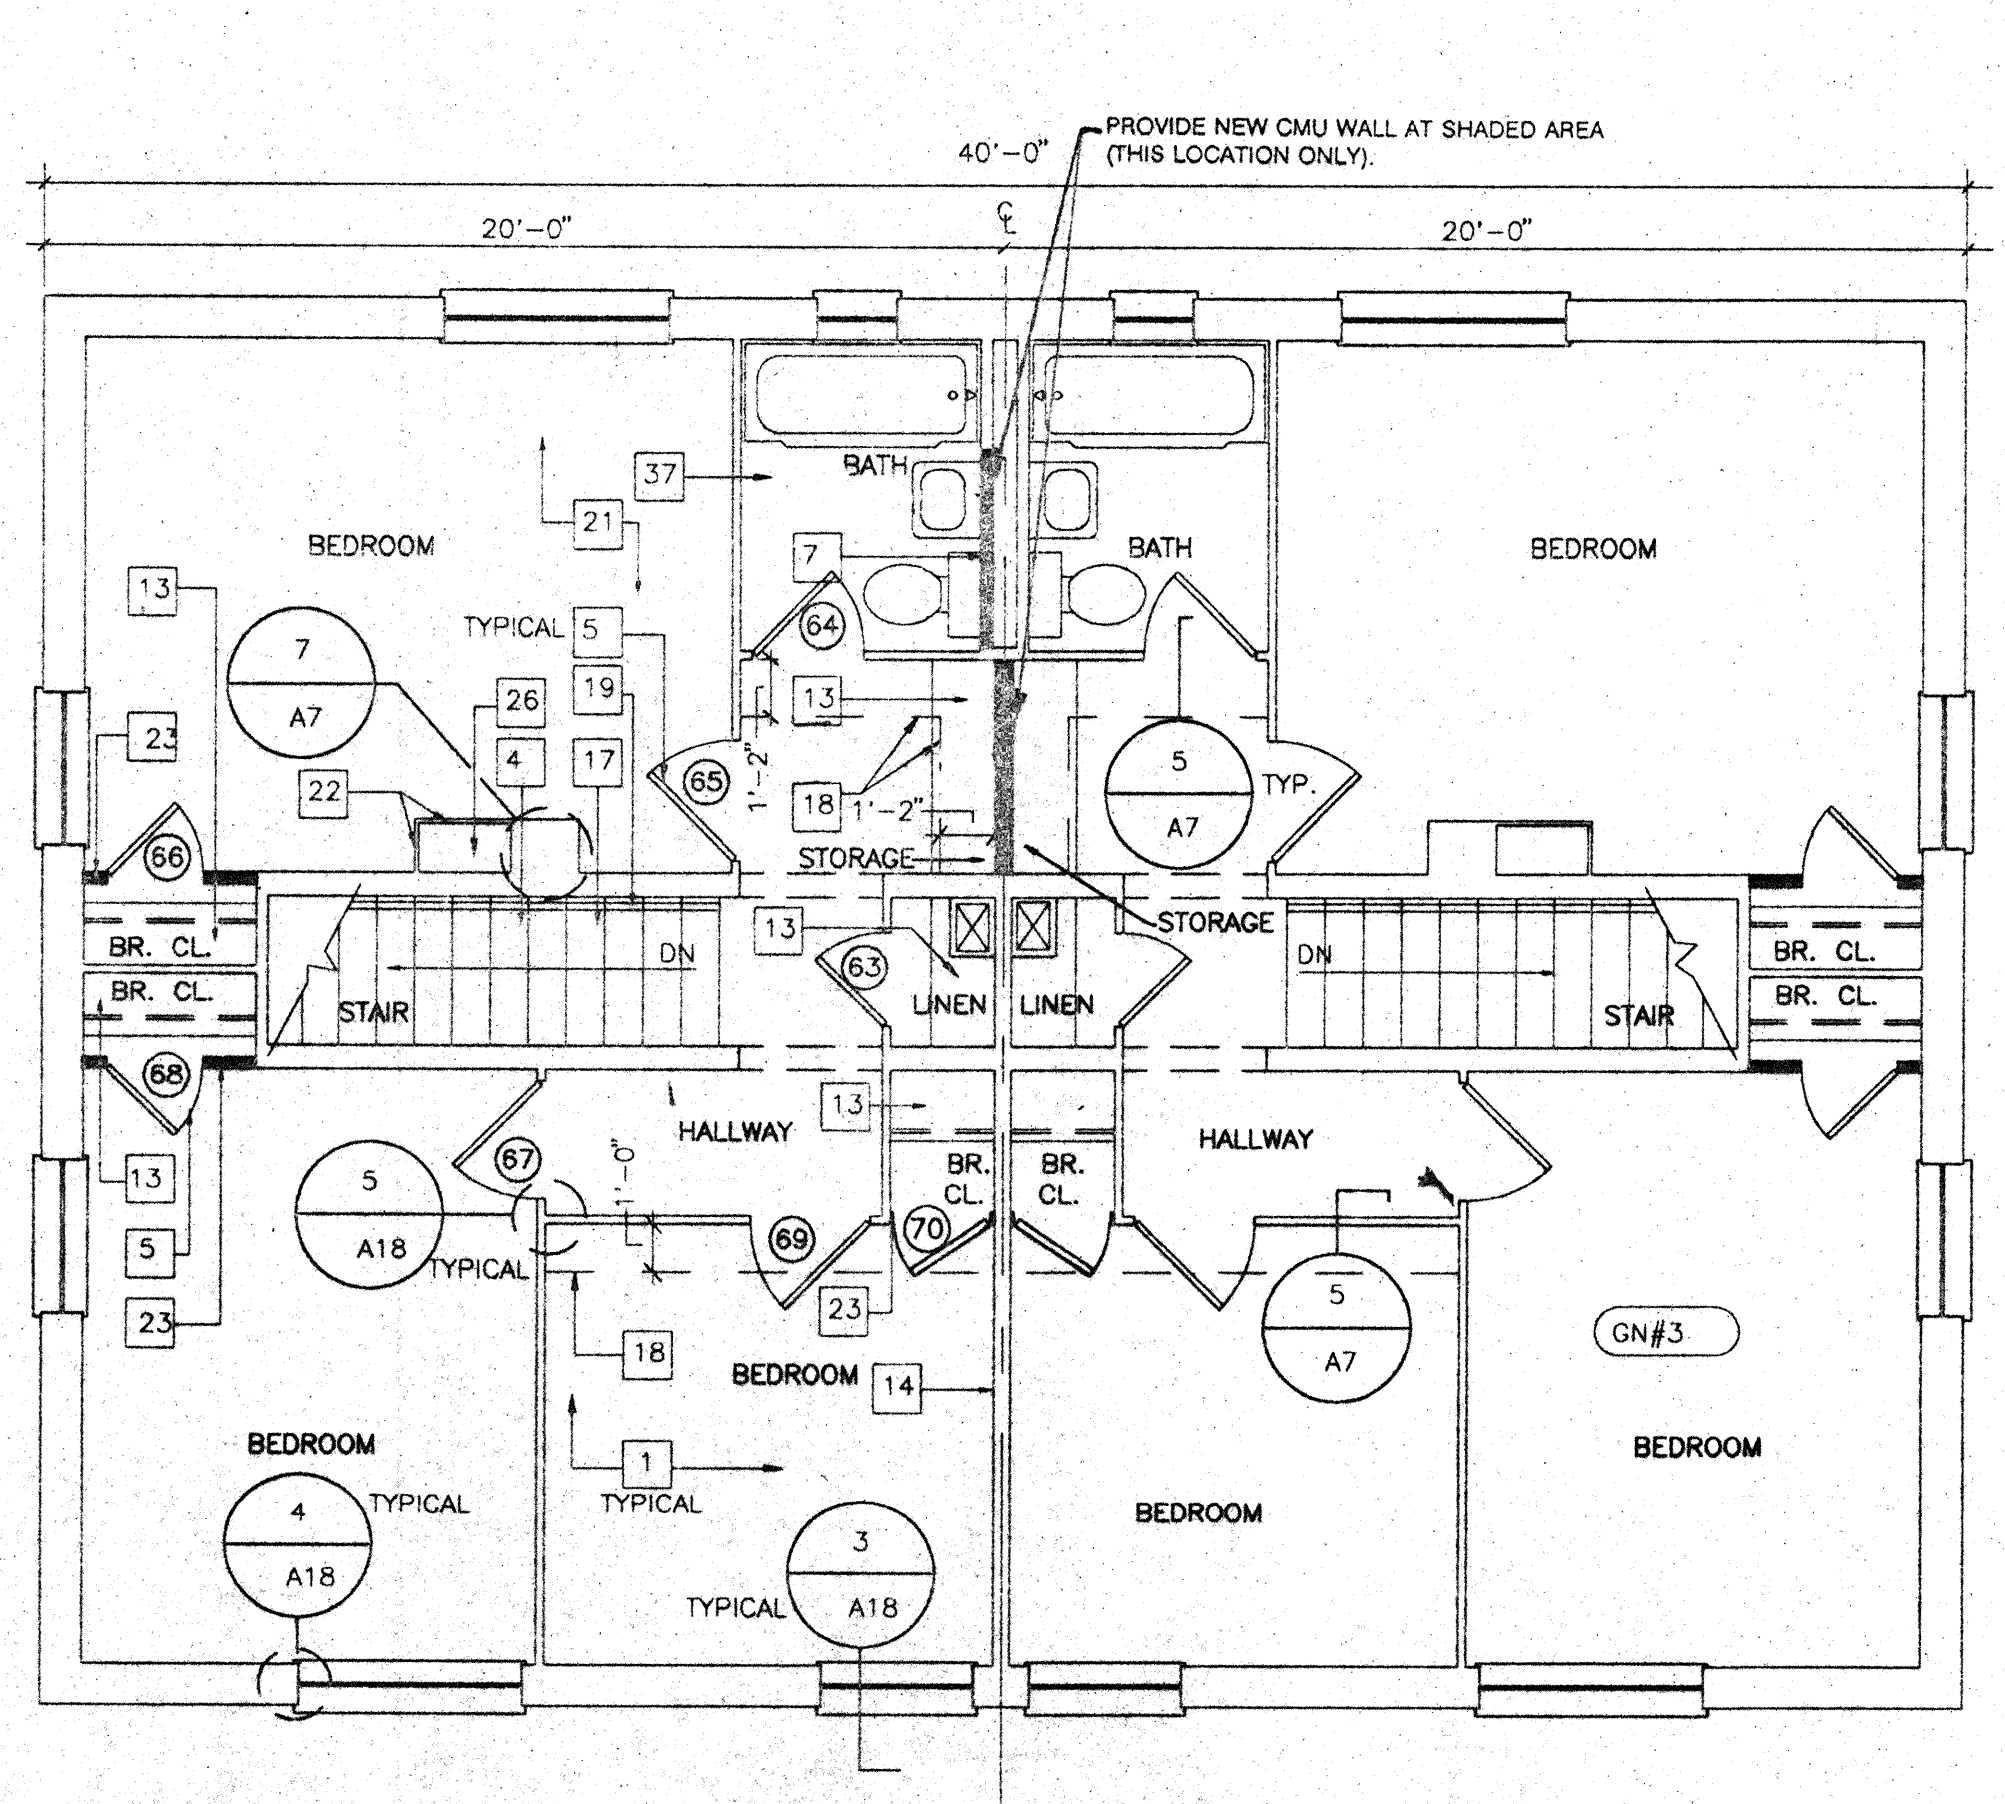 PROVIDE NEW CMU WALL AT SHADED AREA
(THIS LOCATION ONLY).
40'-0"
20'-0"
℄
20'-0"
BATH
37
21
BEDROOM
7
BATH
BEDROOM
13
TYPICAL 5
64
7
A7
26
19
13
23
4
17
65
1'-2"
5
A7
TYP.
22
18
1'-2"
66
STORAGE
13
STORAGE
BR. CL.
DN
63
DN
BR. CL.
BR. CL.
STAIR
LINEN
LINEN
STAIR
BR. CL.
68
13
HALLWAY
HALLWAY
67
1'-0"
BR.
CL.
BR.
CL.
13
5
A18
TYPICAL
69
70
5
23
18
23
5
A7
GN#3
BEDROOM
14
BEDROOM
1
TYPICAL
BEDROOM
4
A18
TYPICAL
BEDROOM
3
A18
TYPICAL